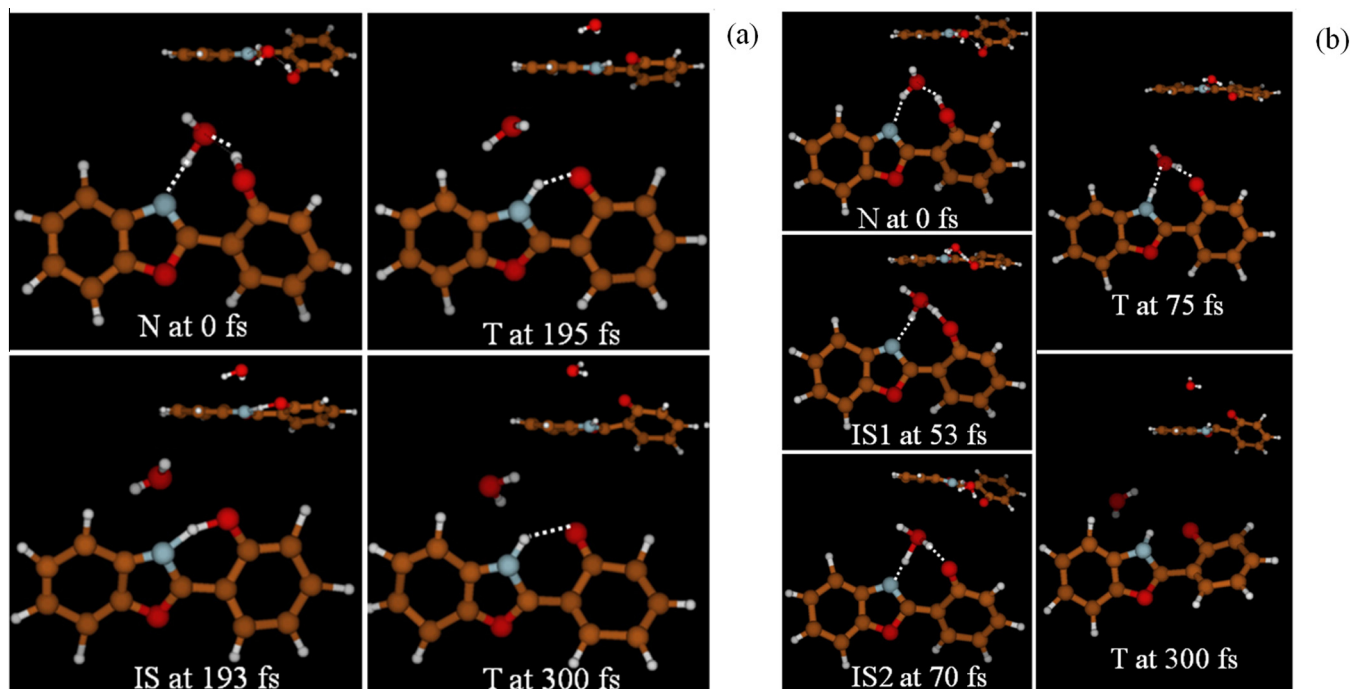 (a)
N at 0 fs
T at 195 fs
IS at 193 fs
T at 300 fs
(b)
N at 0 fs
T at 75 fs
IS1 at 53 fs
IS2 at 70 fs
T at 300 fs